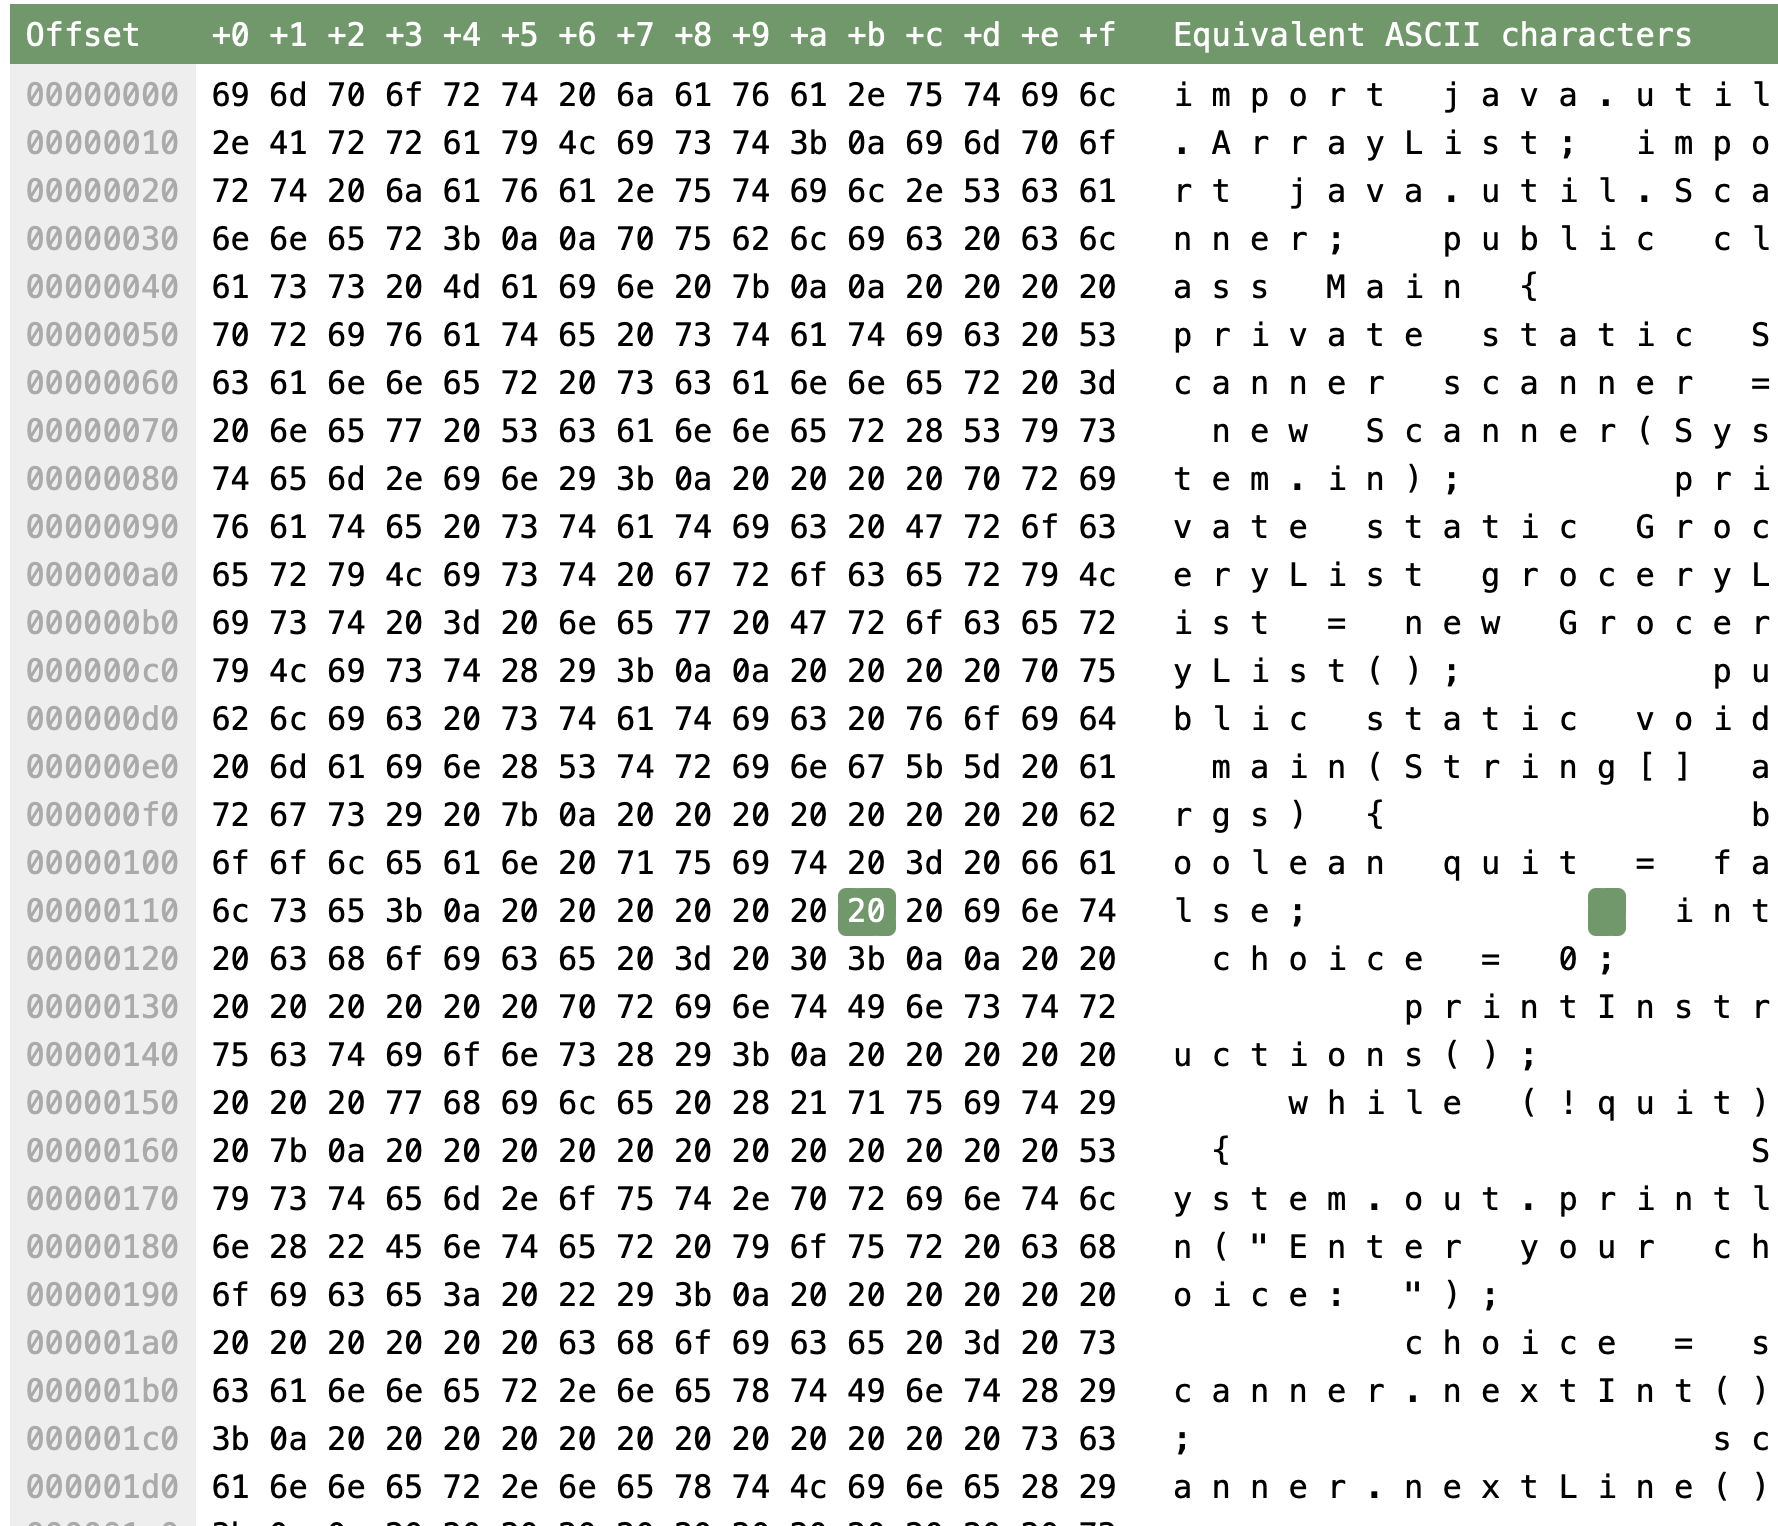 Offset +0 +1 +2 +3 +4 +5 +6 +7 +8 +9 +a +b +c +d +e +f Equivalent ASCII characters
00000000 69 6d 70 6f 72 74 20 6a 61 76 61 2e 75 74 69 6c import java.util
00000010 2e 41 72 72 61 79 4c 69 73 74 3b 0a 69 6d 70 6f .ArrayList; impo
00000020 72 74 20 6a 61 76 61 2e 75 74 69 6c 2e 53 63 61 rt java.util.Sca
00000030 6e 6e 65 72 3b 0a 0a 70 75 62 6c 69 63 20 63 6c nner;  public cl
00000040 61 73 73 20 4d 61 69 6e 20 7b 0a 0a 20 20 20 20 ass Main {
00000050 70 72 69 76 61 74 65 20 73 74 61 74 69 63 20 53 private static S
00000060 63 61 6e 6e 65 72 20 73 63 61 6e 6e 65 72 20 3d canner scanner =
00000070 20 6e 65 77 20 53 63 61 6e 6e 65 72 28 53 79 73  new Scanner(Sys
00000080 74 65 6d 2e 69 6e 29 3b 0a 20 20 20 20 70 72 69 tem.in);     pri
00000090 76 61 74 65 20 73 74 61 74 69 63 20 47 72 6f 63 vate static Groc
000000a0 65 72 79 4c 69 73 74 20 67 72 6f 63 65 72 79 4c eryList groceryL
000000b0 69 73 74 20 3d 20 6e 65 77 20 47 72 6f 63 65 72 ist = new Grocer
000000c0 79 4c 69 73 74 28 29 3b 0a 0a 20 20 20 20 70 75 yList();      pu
000000d0 62 6c 69 63 20 73 74 61 74 69 63 20 76 6f 69 64 blic static void
000000e0 20 6d 61 69 6e 28 53 74 72 69 6e 67 5b 5d 20 61  main(String[] a
000000f0 72 67 73 29 20 7b 0a 20 20 20 20 20 20 20 20 62 rgs) {         b
00000100 6f 6f 6c 65 61 6e 20 71 75 69 74 20 3d 20 66 61 oolean quit = fa
00000110 6c 73 65 3b 0a 20 20 20 20 20 20 20 20 69 6e 74 lse;         int
00000120 20 63 68 6f 69 63 65 20 3d 20 30 3b 0a 0a 20 20  choice = 0;
00000130 20 20 20 20 20 20 70 72 69 6e 74 49 6e 73 74 72       printInstr
00000140 75 63 74 69 6f 6e 73 28 29 3b 0a 20 20 20 20 20 uctions();
00000150 20 20 20 77 68 69 6c 65 20 28 21 71 75 69 74 29    while (!quit)
00000160 20 7b 0a 20 20 20 20 20 20 20 20 20 20 20 20 53  {             S
00000170 79 73 74 65 6d 2e 6f 75 74 2e 70 72 69 6e 74 6c ystem.out.printl
00000180 6e 28 22 45 6e 74 65 72 20 79 6f 75 72 20 63 68 n("Enter your ch
00000190 6f 69 63 65 3a 20 22 29 3b 0a 20 20 20 20 20 20 oice: ");
000001a0 20 20 20 20 20 20 63 68 6f 69 63 65 20 3d 20 73       choice = s
000001b0 63 61 6e 6e 65 72 2e 6e 65 78 74 49 6e 74 28 29 canner.nextInt()
000001c0 3b 0a 20 20 20 20 20 20 20 20 20 20 20 20 73 63 ;             sc
000001d0 61 6e 6e 65 72 2e 6e 65 78 74 4c 69 6e 65 28 29 anner.nextLine()